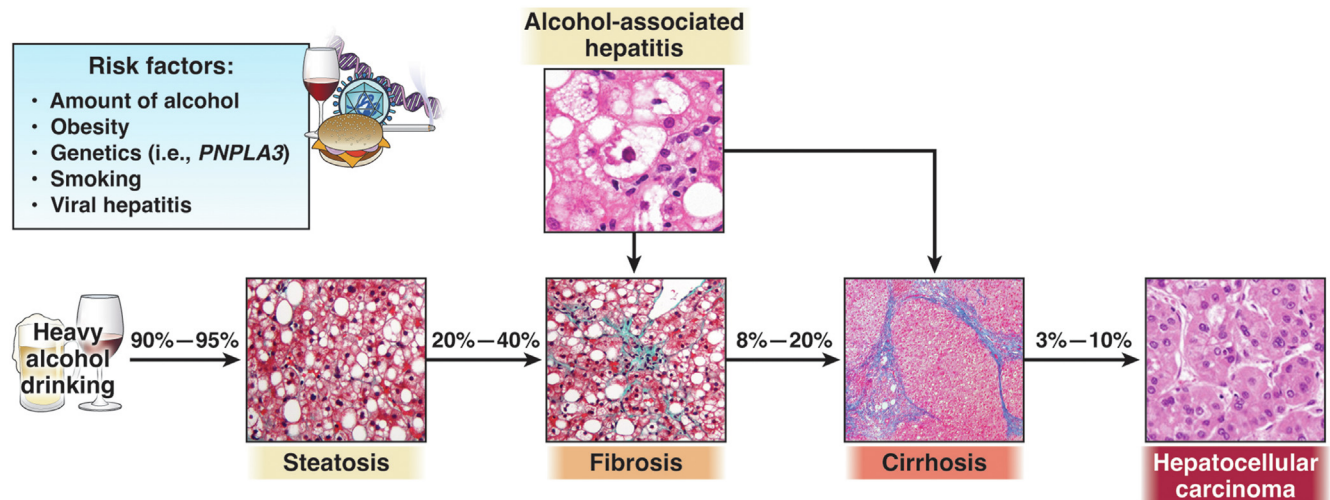 Risk factors:
• Amount of alcohol
• Obesity
• Genetics (i.e., PNPLA3)
• Smoking
• Viral hepatitis
Alcohol-associated
hepatitis
Heavy
alcohol
drinking
90%—95%
Steatosis
20%—40%
Fibrosis
8%—20%
Cirrhosis
3%—10%
Hepatocellular
carcinoma